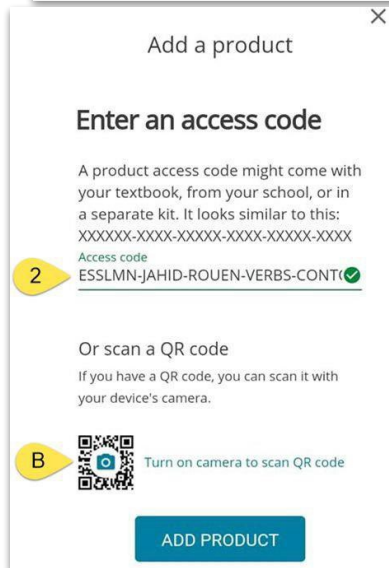 Add a product
Enter an access code
A product access code might come with
your textbook, from your school, or in
a separate kit. It looks similar to this:
XXXXXX-XXXX-XXXXX-XXXX-XXXXX-XXXX
Access code
2
ESSLMN-JAHID-ROUEN-VERBS-CONT
Or scan a QR code
If you have a QR code, you can scan it with
your device's camera.
B
Turn on camera to scan QR code
ADD PRODUCT